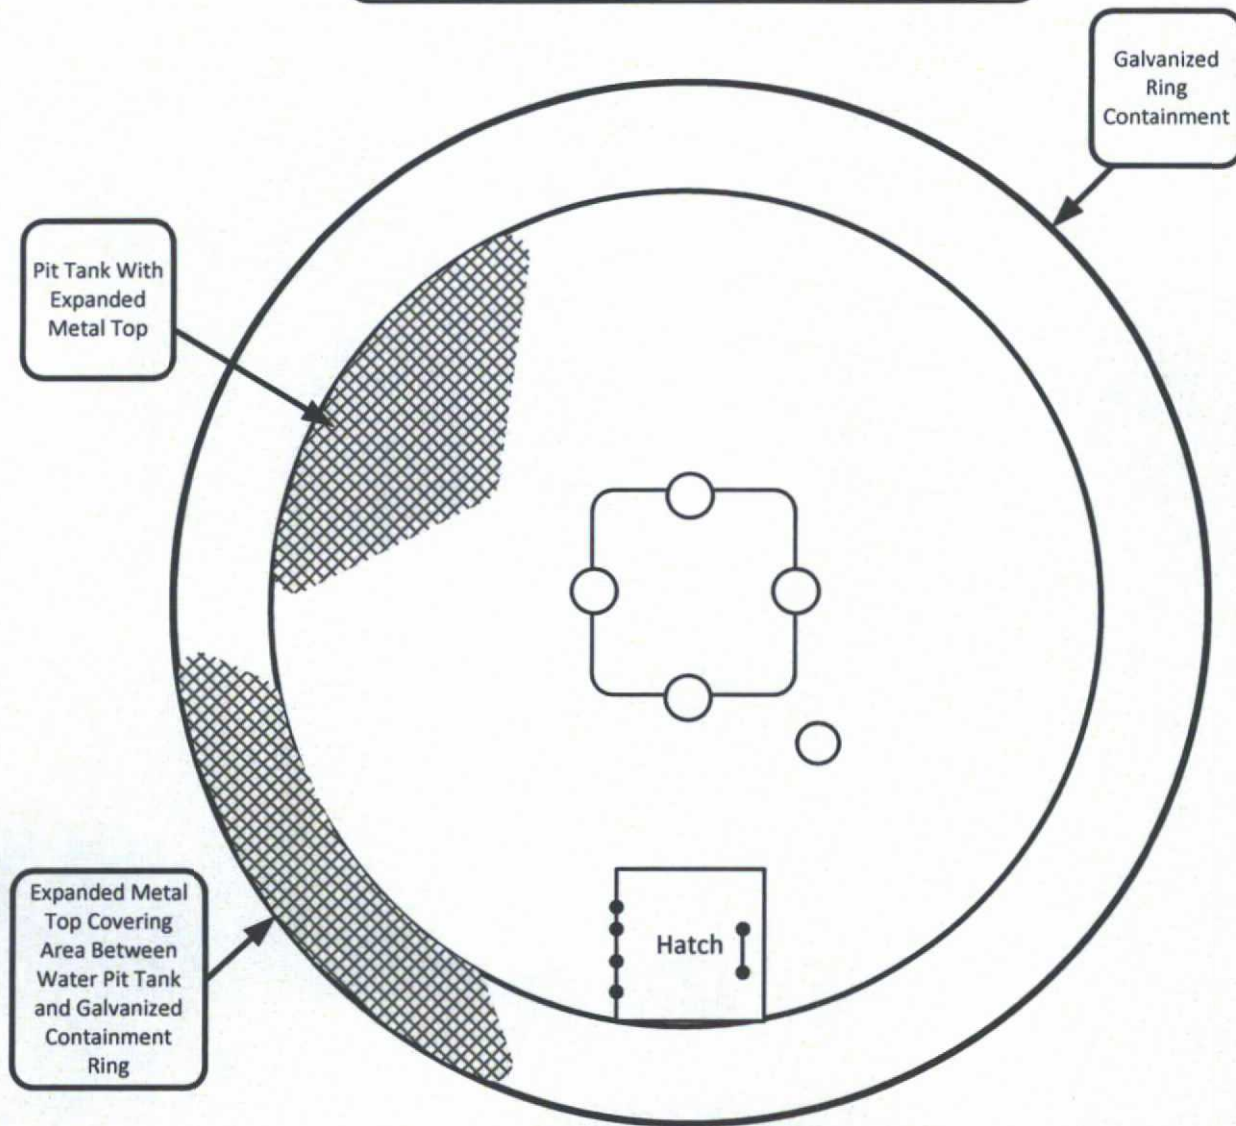 Galvanized
Ring
Containment
Pit Tank With
Expanded
Metal Top
Expanded Metal
Top Covering
Area Between
Water Pit Tank
and Galvanized
Containment
Ring
Hatch